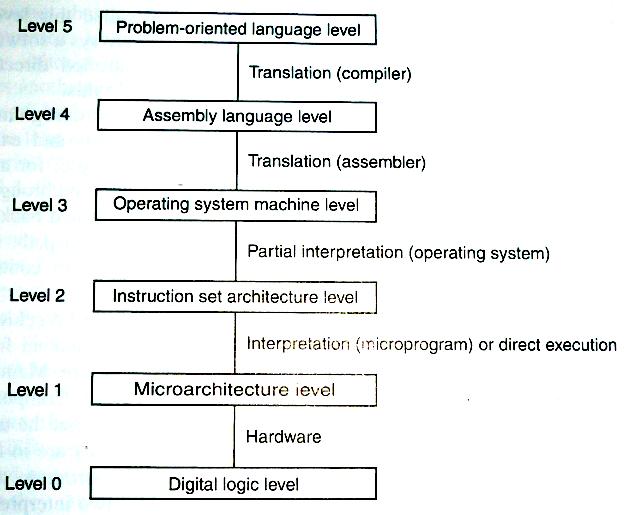 Level 5 Problem-oriented language level
Translation (compiler)
Level 4 Assembly language level
Translation (assembler)
Level 3 Operating system machine level
Partial interpretation (operating system)
Level 2 Instruction set architecture level
Interpretation (microprogram) or direct execution
Level 1 Microarchitecture level
Hardware
Level 0 Digital logic level